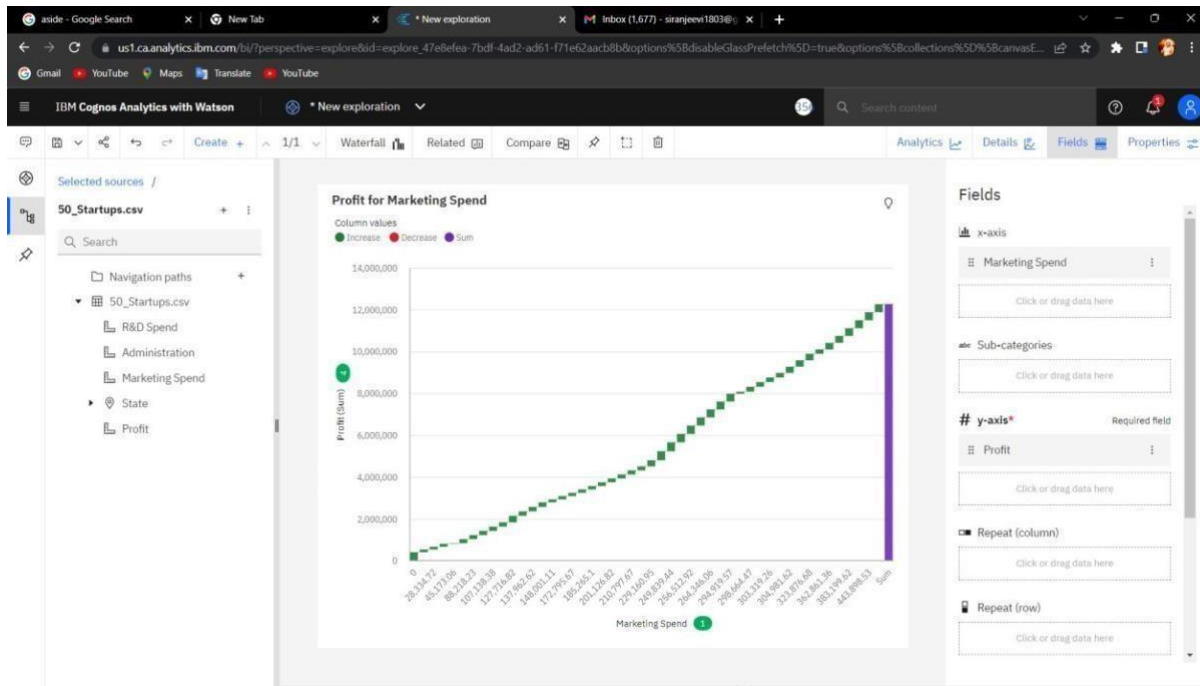 aside - Google Search
New Tab
* New exploration
Inbox (1,677) - siranjeevi1803@g
us1.ca.analytics.ibm.com/bi/?perspective=explore&id=explore_47e8efea-7bdf-4ad2-ad61-f71e62aacb8b&options%5BdisableGlassPrefetch%5D=true&options%5Bcollections%5D%5BcanvasE...
Gmail
YouTube
Maps
Translate
YouTube
IBM Cognos Analytics with Watson
* New exploration
Search content
1
Create +
1/1
Waterfall
Related
Compare
Analytics
Details
Fields
Properties
Selected sources /
50_Startups.csv
Search
Navigation paths
50_Startups.csv
R&D Spend
Administration
Marketing Spend
State
Profit
Profit for Marketing Spend
Column values
Increase Decrease Sum
14,000,000
12,000,000
10,000,000
8,000,000
6,000,000
4,000,000
2,000,000
0
Profit (Sum)
0
28,334.72
45,173.06
88,218.23
107,138.38
127,716.82
137,962.62
148,001.11
172,795.67
185,265.1
201,126.82
210,797.67
229,160.95
249,839.44
256,512.92
264,346.06
294,919.57
298,664.47
303,319.26
304,981.62
323,876.68
362,861.36
383,199.62
443,898.53
Sum
Marketing Spend 1
Fields
x-axis
Marketing Spend
Click or drag data here
abc Sub-categories
Click or drag data here
# y-axis* Required field
Profit
Click or drag data here
Repeat (column)
Click or drag data here
Repeat (row)
Click or drag data here